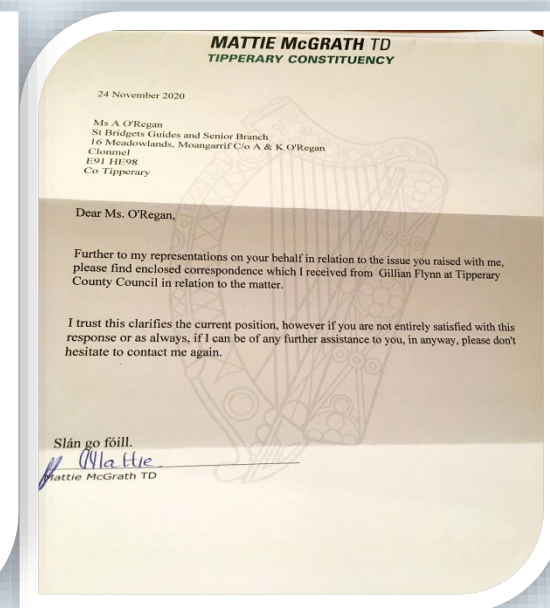 MATTIE McGRATH TD
TIPPERARY CONSTITUENCY
24 November 2020
Ms A O'Regan
St Bridgets Guides and Senior Branch
16 Meadowlands, Moangarrif C/o A & K O'Regan
Clonmel
E91 HE98
Co Tipperary
Dear Ms. O'Regan,
Further to my representations on your behalf in relation to the issue you raised with me,
please find enclosed correspondence which I received from Gillian Flynn at Tipperary
County Council in relation to the matter.
I trust this clarifies the current position, however if you are not entirely satisfied with this
response or as always, if I can be of any further assistance to you, in anyway, please don't
hesitate to contact me again.
Slán go fóill.
Mattie
Mattie McGrath TD